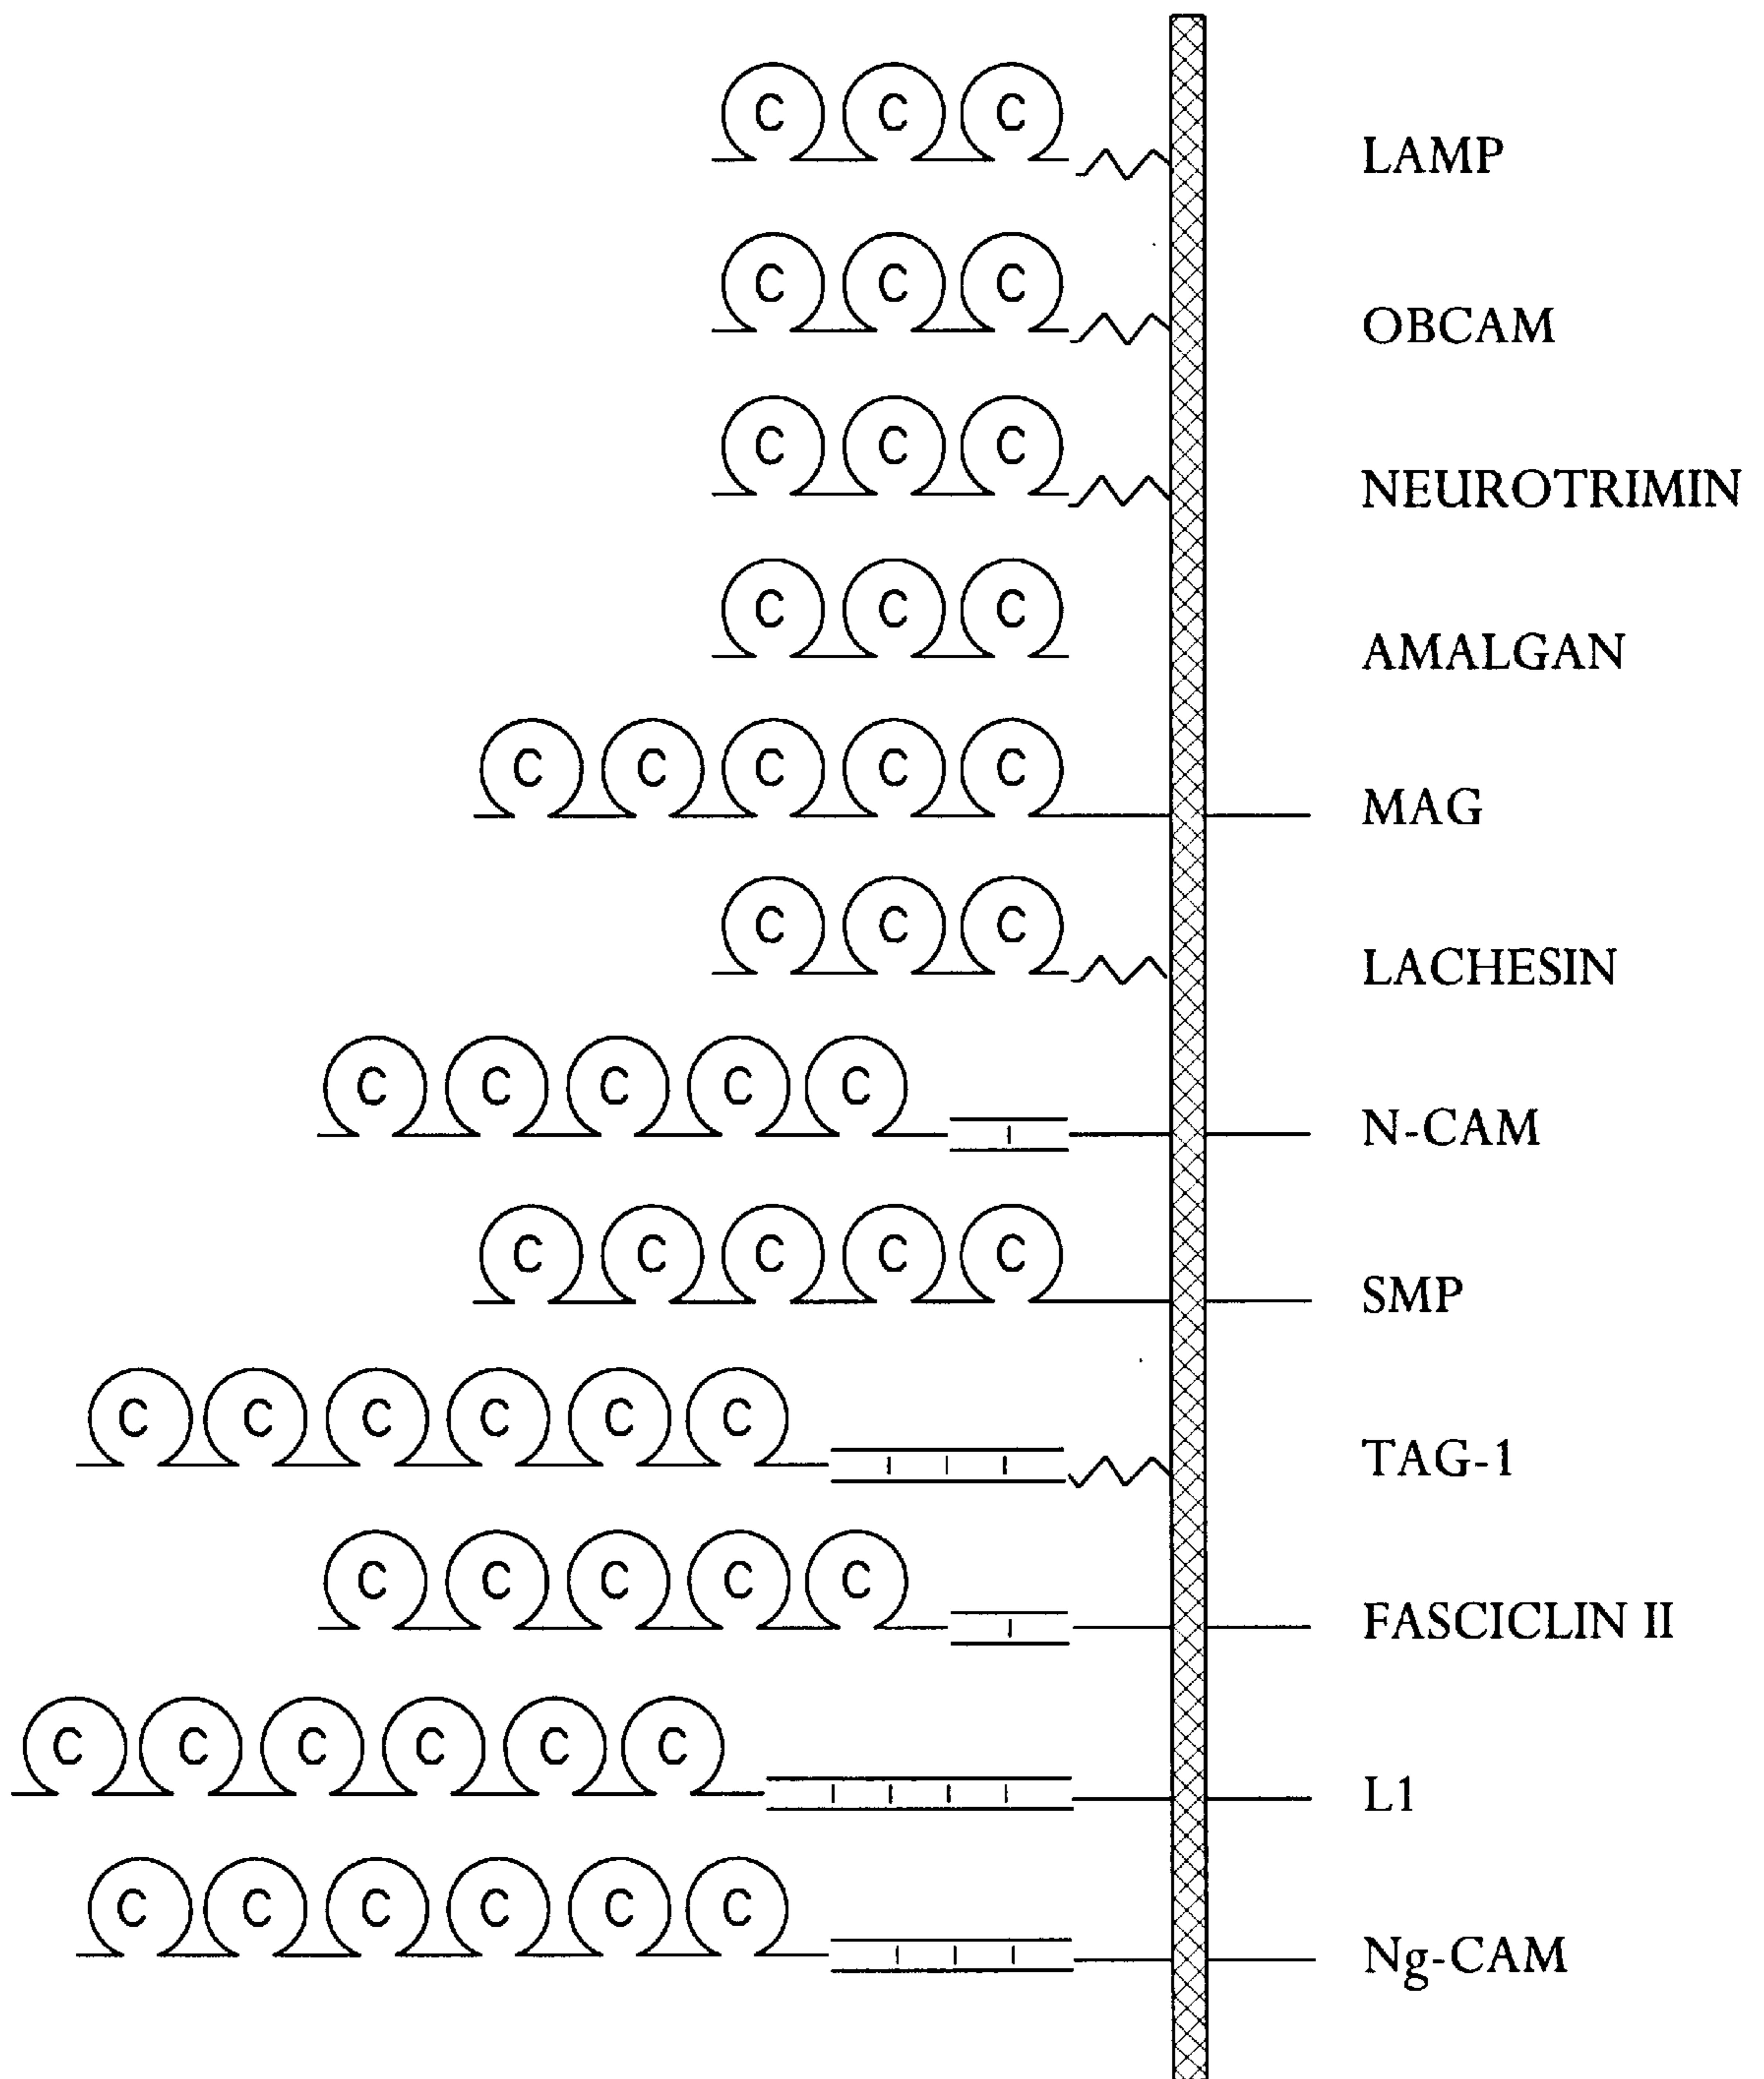 C C C LAMP
C C C OBCAM
C C C NEUROTRIMIN
C C C AMALGAN
C C C C C MAG
C C C LACHESIN
C C C C C N-CAM
C C C C C SMP
C C C C C C TAG-1
C C C C C FASCICLIN II
C C C C C C L1
C C C C C C Ng-CAM